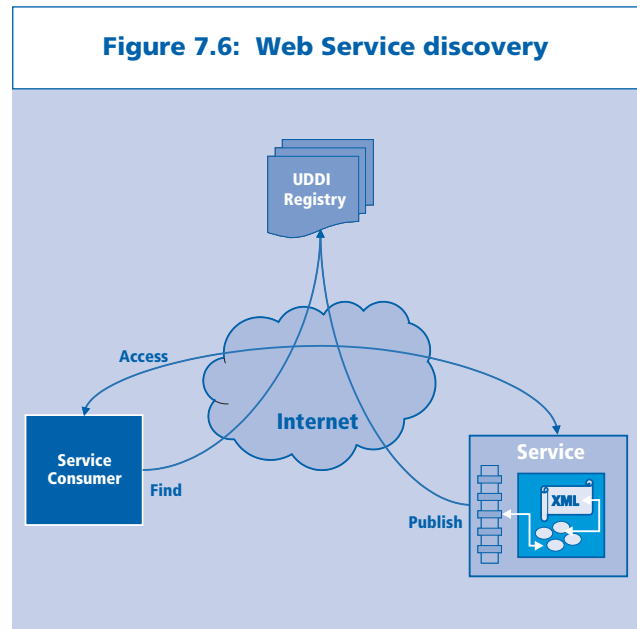 Figure 7.6: Web Service discovery
UDDI
Registry
Access
Internet
Service
Consumer
Find
Service
XML
Publish